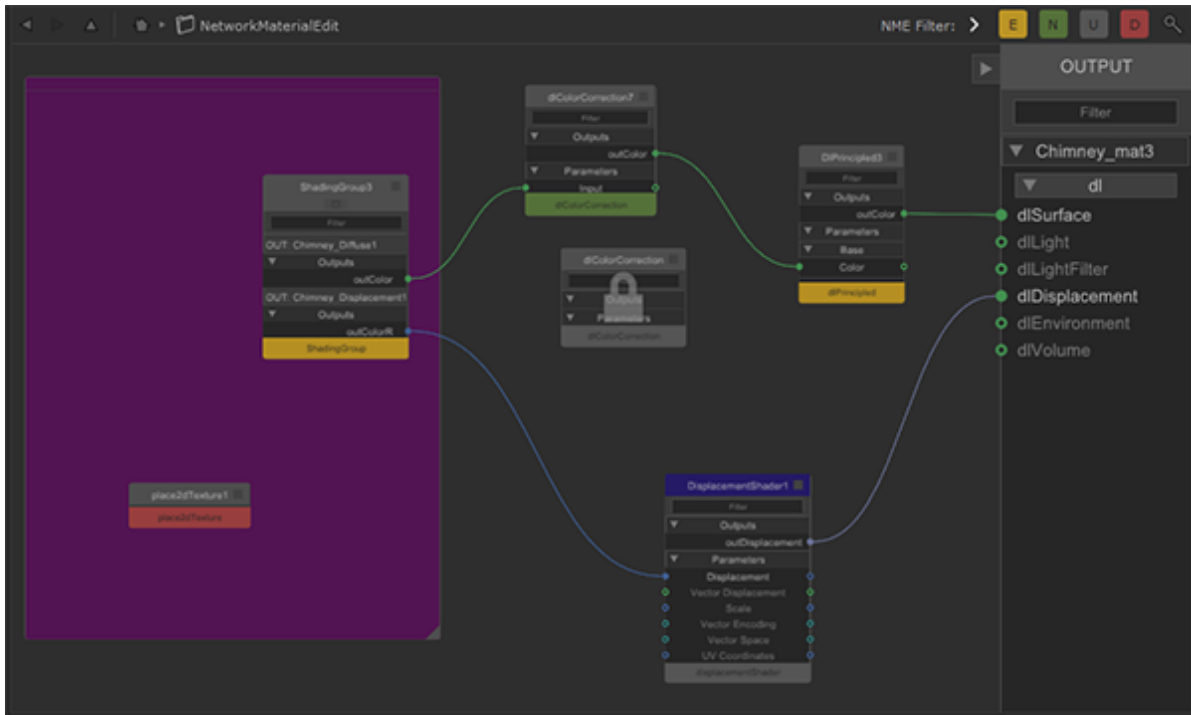 NetworkMaterialEdit
NME Filter:
E
N
U
D
OUTPUT
Filter
Chimney_mat3
dl
dlSurface
dlLight
dlLightFilter
dlDisplacement
dlEnvironment
dlVolume
ShadingGroup3
Filter
OUT: Chimney_Diffuse1
Outputs
outColor
OUT: Chimney_Displacement1
Outputs
outColorR
ShadingGroup
place2dTexture1
place2dTexture
dlColorCorrection7
Filter
Outputs
outColor
Parameters
Input
dlColorCorrection
dlColorCorrection
Outputs
Parameters
dlColorCorrection
DlPrincipled3
Filter
Outputs
outColor
Parameters
Base
Color
dlPrincipled
DisplacementShader1
Filter
Outputs
outDisplacement
Parameters
Displacement
Vector Displacement
Scale
Vector Encoding
Vector Space
UV Coordinates
displacementShader